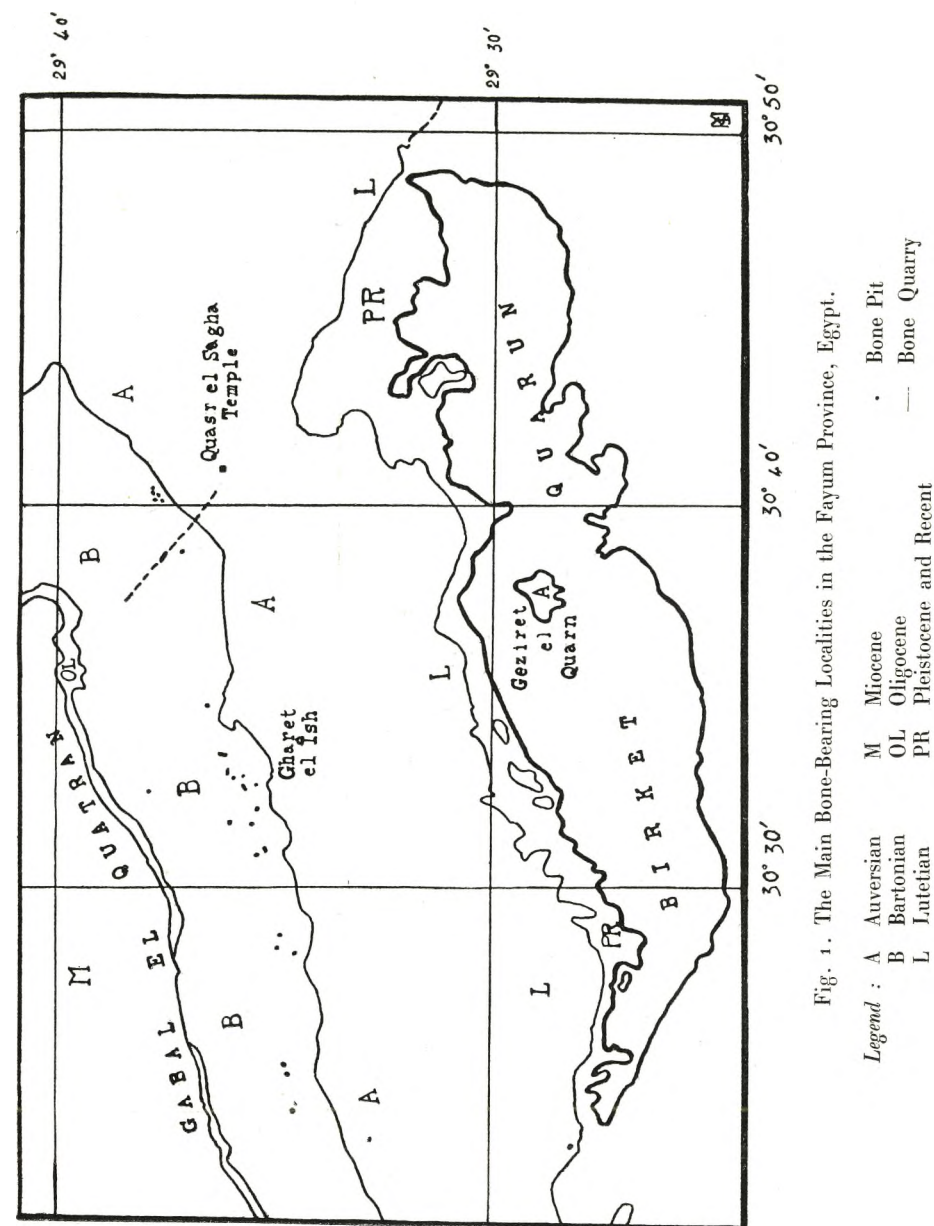 29° 40′
29° 30′
30° 50′
30° 40′
30° 30′
M
GABAL EL QUATRAN
OL
B
B
B
A
A
A
Quasr el Sagha
Temple
Gharet
el Ish
L
L
L
PR
PR
A
Geziret
el
Quarn
BIRKET QUARUN
Fig. 1. The Main Bone-Bearing Localities in the Fayum Province, Egypt.
Legend : A Auversian M Miocene · Bone Pit
B Bartonian OL Oligocene — Bone Quarry
L Lutetian PR Pleistocene and Recent